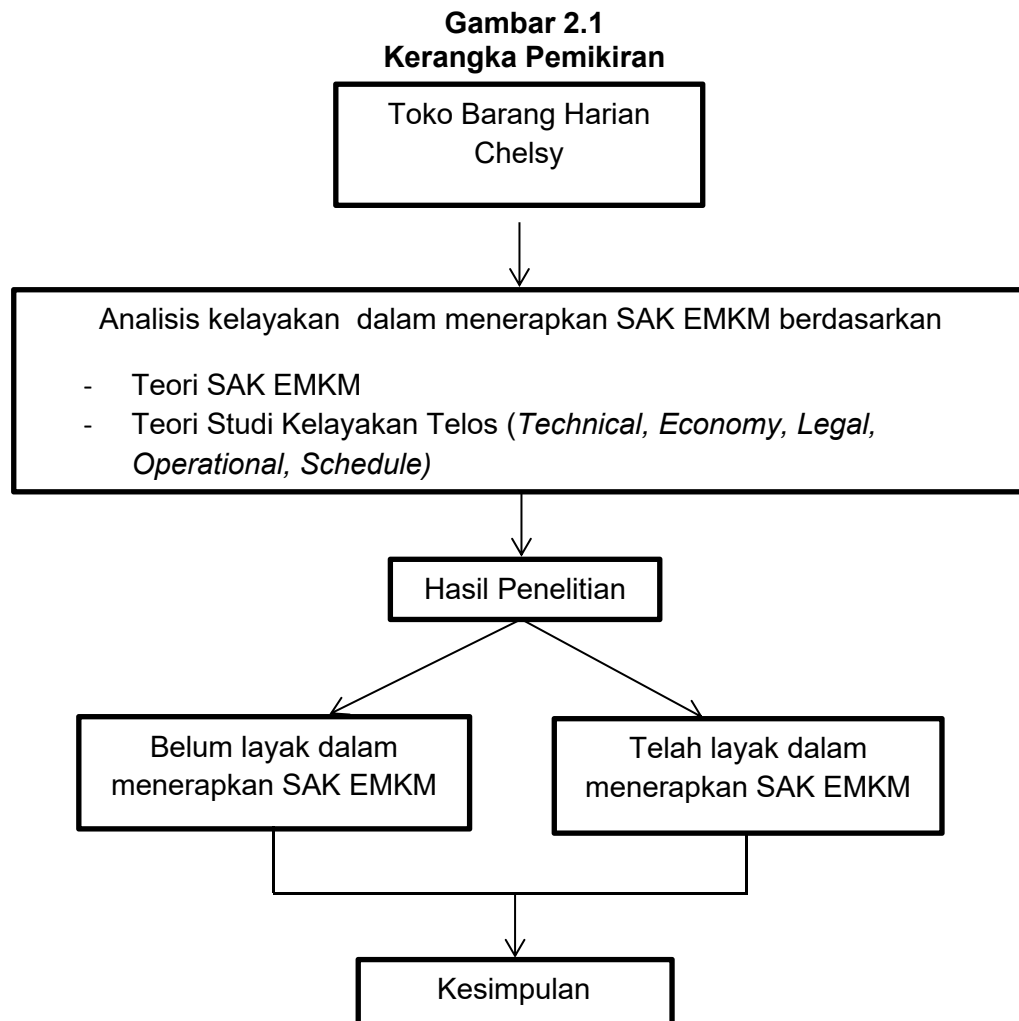 Gambar 2.1
Kerangka Pemikiran
Toko Barang Harian
Chelsy
Analisis kelayakan  dalam menerapkan SAK EMKM berdasarkan
- Teori SAK EMKM
- Teori Studi Kelayakan Telos (Technical, Economy, Legal,
Operational, Schedule)
Hasil Penelitian
Belum layak dalam
menerapkan SAK EMKM
Telah layak dalam
menerapkan SAK EMKM
Kesimpulan